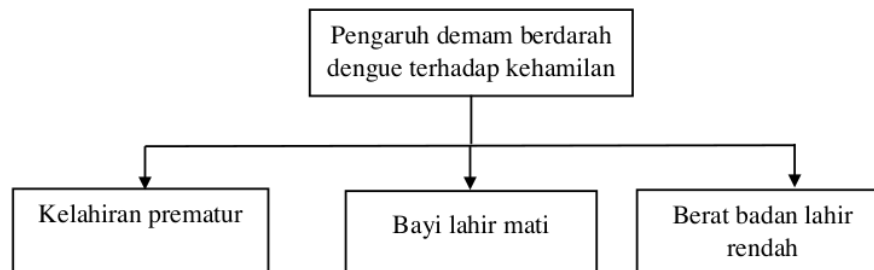 Pengaruh demam berdarah
dengue terhadap kehamilan
Kelahiran prematur
Bayi lahir mati
Berat badan lahir
rendah